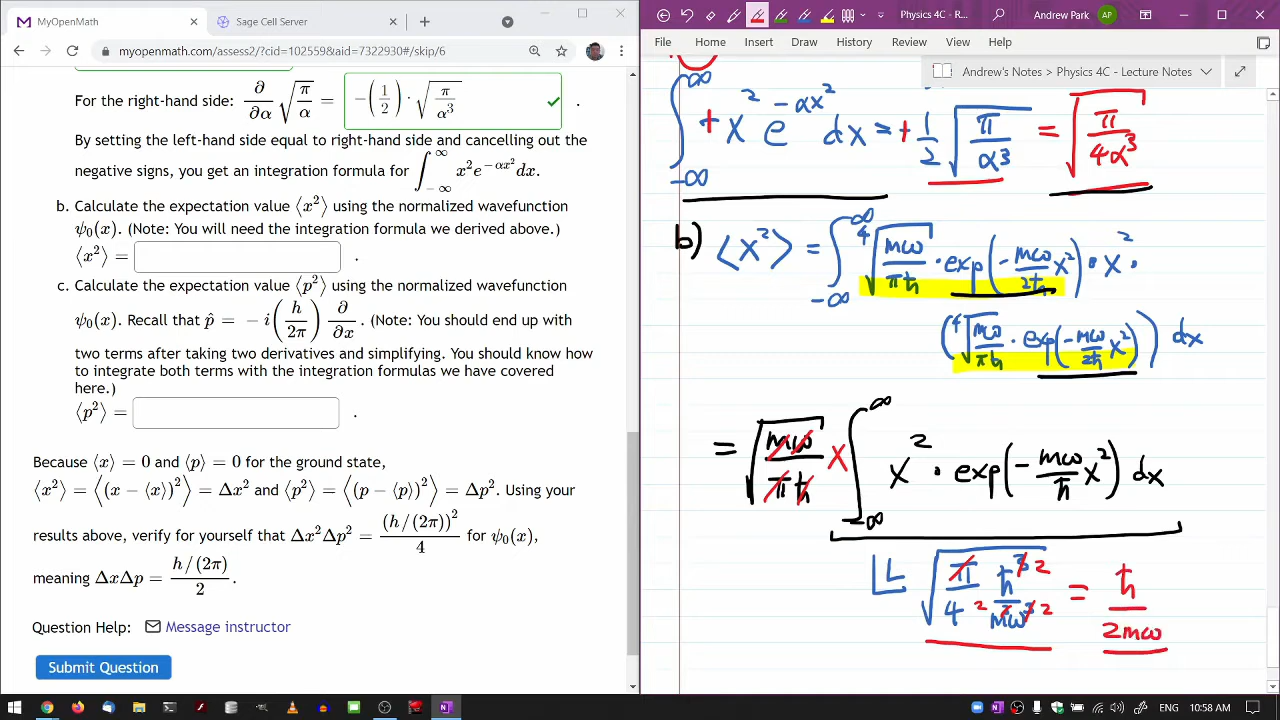 MyOpenMath
Sage Cell Server
myopenmath.com/assess2/?cid=102559&aid=7322930#/skip/6
For the right-hand side: ∂/∂α √(π/α) = −(1/2)·√(π/α³) ✓ .
By setting the left-hand side equal to right-hand side and cancelling out the
negative signs, you get an integration formula for ∫_{−∞}^{∞} x² e^{−αx²} dx.
b. Calculate the expectation value ⟨x²⟩ using the normalized wavefunction
ψ₀(x). (Note: You will need the integration formula we derived above.)
⟨x²⟩ = .
c. Calculate the expectation value ⟨p²⟩ using the normalized wavefunction
ψ₀(x). Recall that p̂ = −i(h/2π) ∂/∂x. (Note: You should end up with
two terms after taking two derivatives and simplifying. You should know how
to integrate both terms with the integration formulas we have covered
here.)
⟨p²⟩ = .
Because ⟨x⟩ = 0 and ⟨p⟩ = 0 for the ground state,
⟨x²⟩ = ⟨(x − ⟨x⟩)²⟩ = Δx² and ⟨p²⟩ = ⟨(p − ⟨p⟩)²⟩ = Δp². Using your
results above, verify for yourself that Δx²Δp² = (h/(2π))²/4 for ψ₀(x),
meaning ΔxΔp = h/(2π)/2.
Question Help: Message instructor
Submit Question
Physics 4C - R...
Andrew Park
AP
File Home Insert Draw History Review View Help
Andrew's Notes > Physics 4C - Lecture Notes
∫_{−∞}^{∞} + x² e^{−αx²} dx = + 1/2 √(π/α³) = √(π/4α³)
b) ⟨x²⟩ = ∫_{−∞}^{∞} ⁴√(mω/πħ) · exp(−mω/2ħ x²) · x² ·
(⁴√(mω/πħ) · exp(−mω/2ħ x²)) dx
= √(mω/πħ) × ∫_{−∞}^{∞} x² · exp(−mω/ħ x²) dx
√(π/4 ħ³/mω³) = ħ/2mω
2 2 2
ENG 10:58 AM